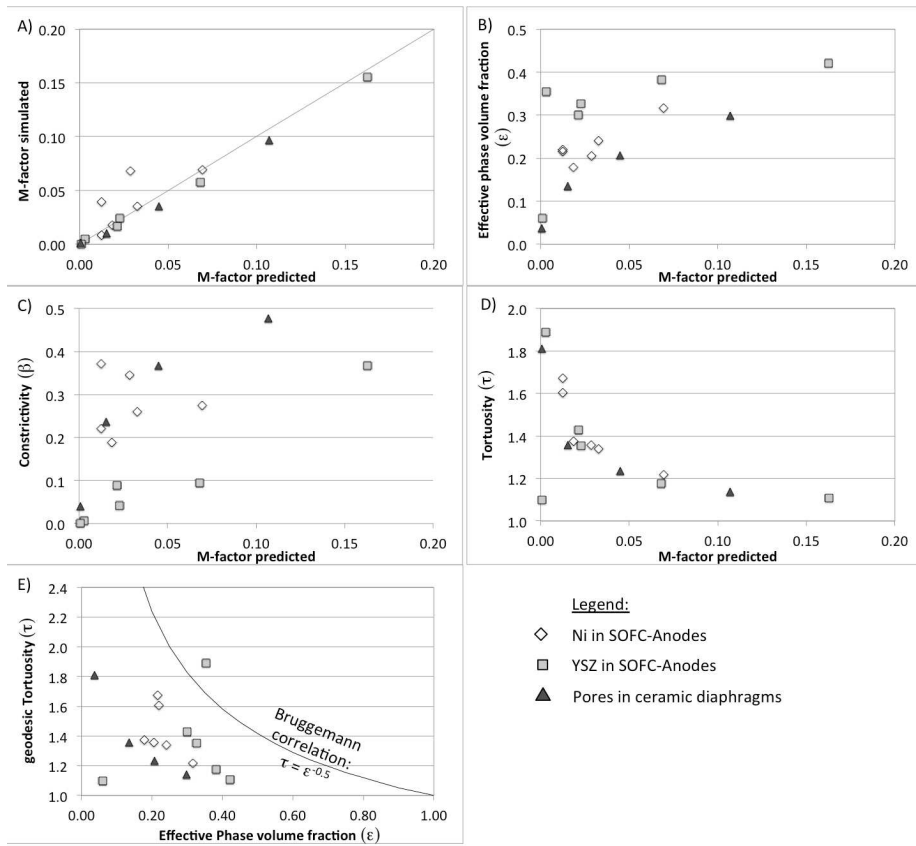 A)
0.20
0.15
0.10
0.05
0.00
M-factor simulated
0.00 0.05 0.10 0.15 0.20
M-factor predicted
B)
0.5
0.4
0.3
0.2
0.1
0.0
Effective phase volume fraction
(ε)
0.00 0.05 0.10 0.15 0.20
M-factor predicted
C)
0.5
0.4
0.3
0.2
0.1
0.0
Constrictivity (β)
0.00 0.05 0.10 0.15 0.20
M-factor predicted
D)
2.0
1.8
1.6
1.4
1.2
1.0
Tortuosity (τ)
0.00 0.05 0.10 0.15 0.20
M-factor predicted
E)
2.4
2.2
2.0
1.8
1.6
1.4
1.2
1.0
geodesic Tortuosity (τ)
Bruggemann
correlation:
τ = ε-0.5
0.00 0.20 0.40 0.60 0.80 1.00
Effective Phase volume fraction (ε)
Legend:
Ni in SOFC-Anodes
YSZ in SOFC-Anodes
Pores in ceramic diaphragms